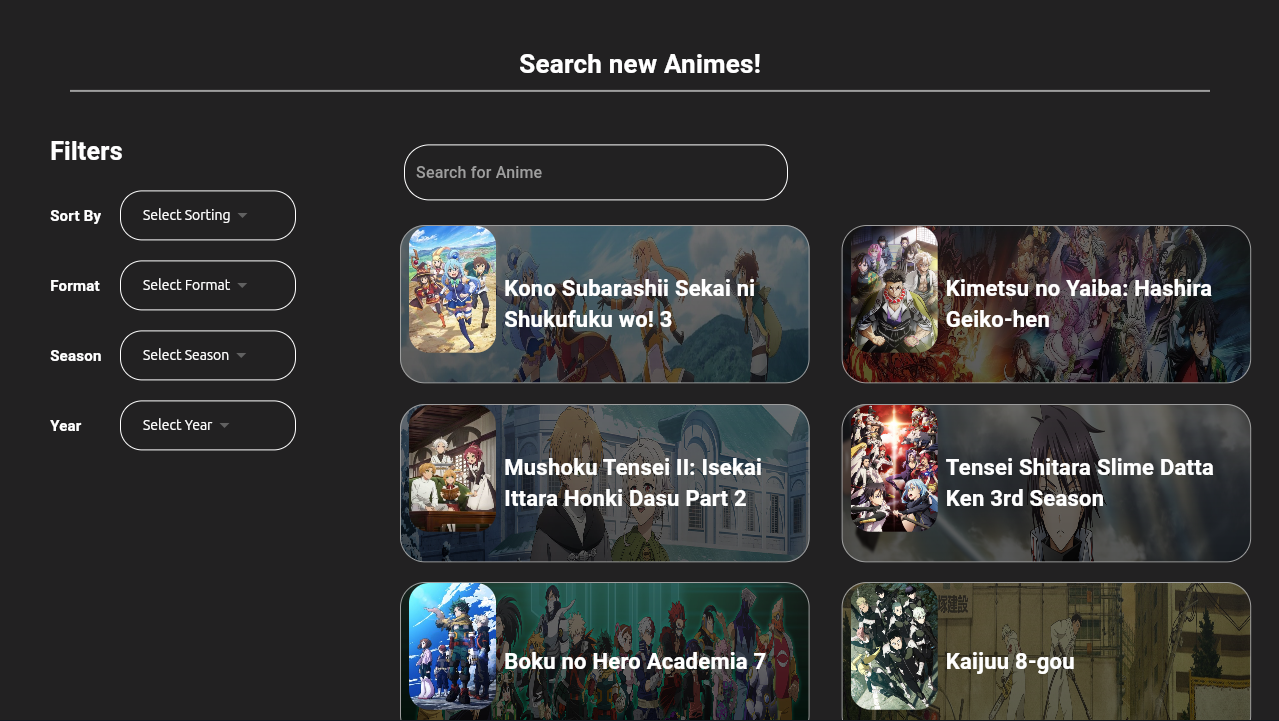 Search new Animes!
Filters
Sort By
Select Sorting
Format
Select Format
Season
Select Season
Year
Select Year
Search for Anime
Kono Subarashii Sekai ni
Shukufuku wo! 3
Kimetsu no Yaiba: Hashira
Geiko-hen
Mushoku Tensei II: Isekai
Ittara Honki Dasu Part 2
Tensei Shitara Slime Datta
Ken 3rd Season
Boku no Hero Academia 7
Kaijuu 8-gou
塚建設